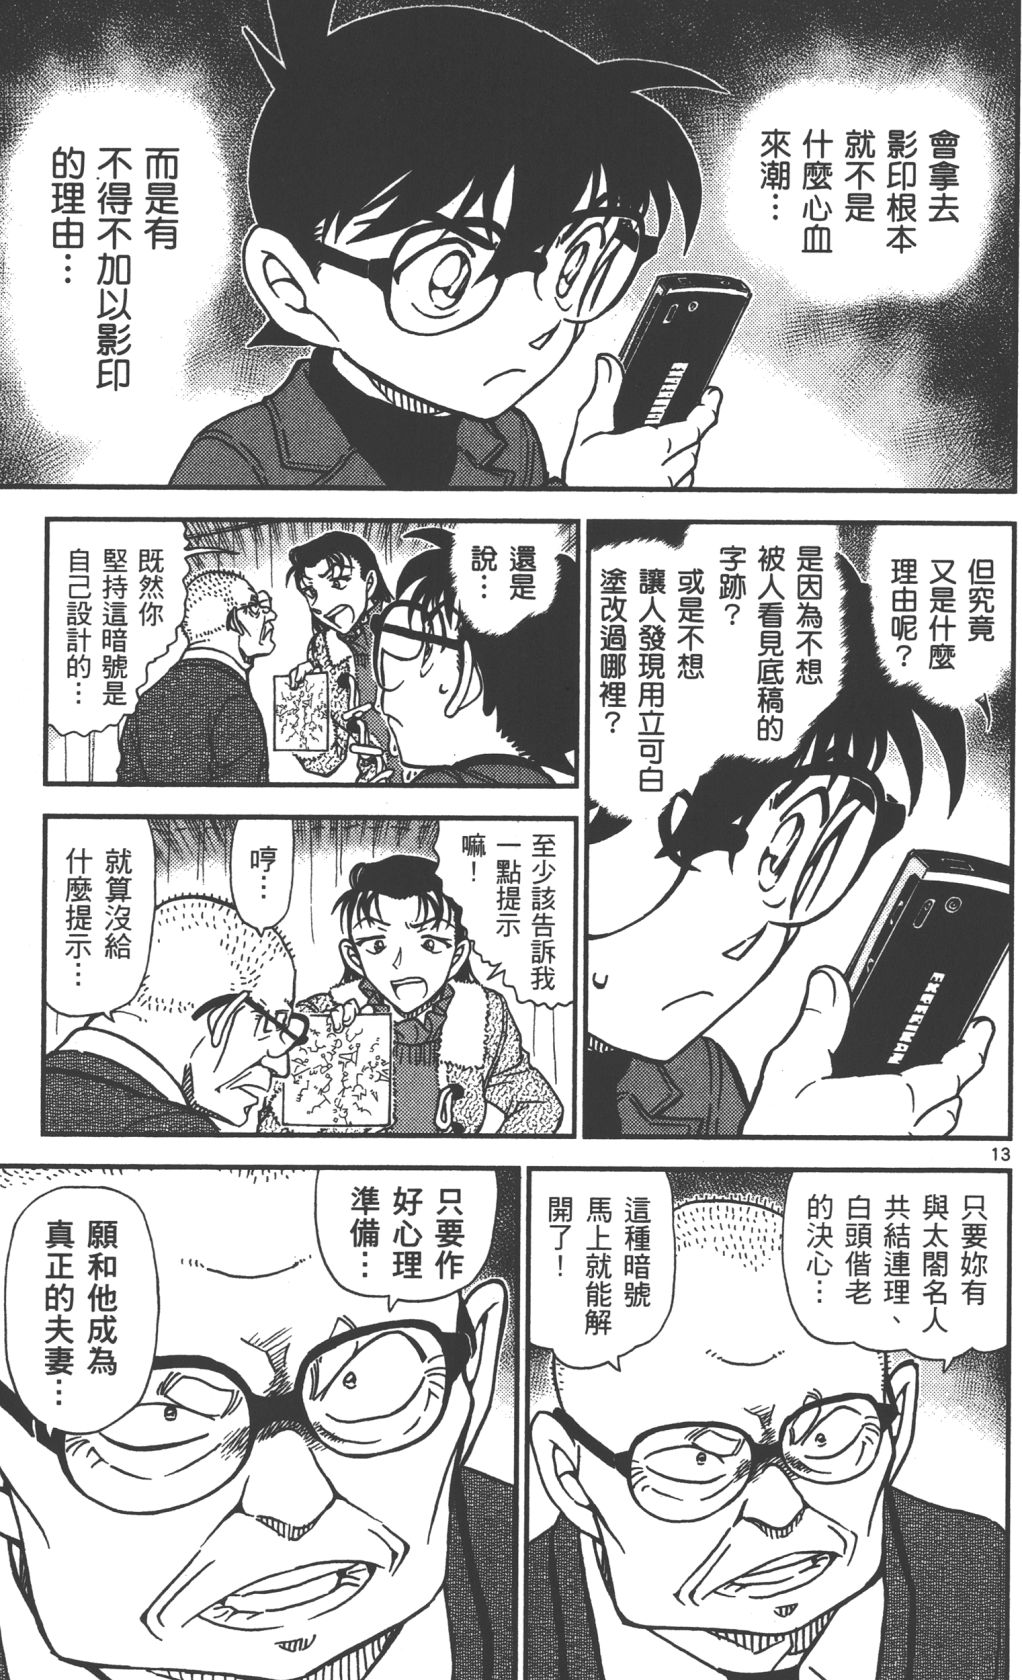 會拿去
影印根本
就不是
什麼心血
來潮…
而是有
不得不加以影印
的理由…
但究竟
又是什麼
理由呢？
是因為不想
被人看見底稿的
字跡？
或是不想
讓人發現用立可白
塗改過哪裡？
EXCERIWAN
還是
說…
既然你
堅持這暗號是
自己設計的…
至少該告訴我
一點提示
嘛！
哼…
就算沒給
什麼提示…
13
只要妳有
與太閤名人
共結連理、
白頭偕老
的決心…
這種暗號
馬上就能解
開了！
只要作
好心理
準備…
願和他成為
真正的夫妻…